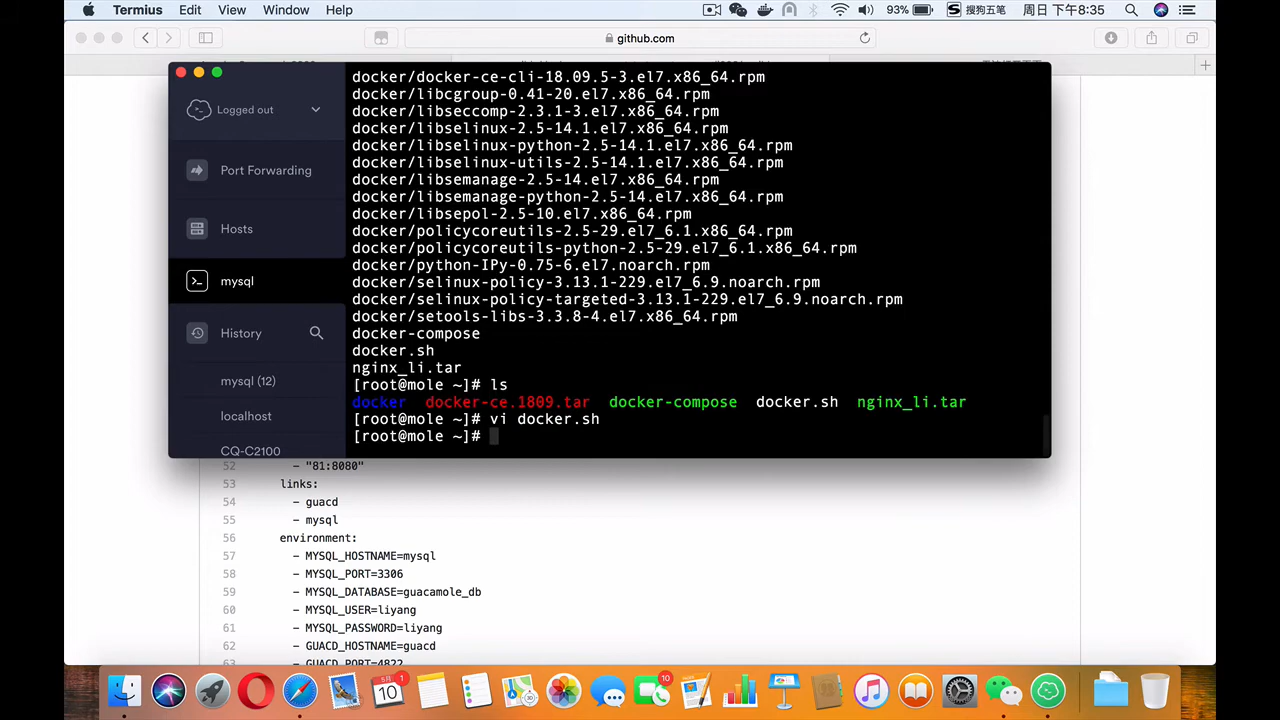 Termius Edit View Window Help
93% S 搜狗五笔 周日 下午8:35
github.com
Logged out
Port Forwarding
Hosts
mysql
History
mysql (12)
localhost
CQ-C2100
docker/docker-ce-cli-18.09.5-3.el7.x86_64.rpm
docker/libcgroup-0.41-20.el7.x86_64.rpm
docker/libseccomp-2.3.1-3.el7.x86_64.rpm
docker/libselinux-2.5-14.1.el7.x86_64.rpm
docker/libselinux-python-2.5-14.1.el7.x86_64.rpm
docker/libselinux-utils-2.5-14.1.el7.x86_64.rpm
docker/libsemanage-2.5-14.el7.x86_64.rpm
docker/libsemanage-python-2.5-14.el7.x86_64.rpm
docker/libsepol-2.5-10.el7.x86_64.rpm
docker/policycoreutils-2.5-29.el7_6.1.x86_64.rpm
docker/policycoreutils-python-2.5-29.el7_6.1.x86_64.rpm
docker/python-IPy-0.75-6.el7.noarch.rpm
docker/selinux-policy-3.13.1-229.el7_6.9.noarch.rpm
docker/selinux-policy-targeted-3.13.1-229.el7_6.9.noarch.rpm
docker/setools-libs-3.3.8-4.el7.x86_64.rpm
docker-compose
docker.sh
nginx_li.tar
[root@mole ~]# ls
docker docker-ce.1809.tar docker-compose docker.sh nginx_li.tar
[root@mole ~]# vi docker.sh
[root@mole ~]#
52 - "81:8080"
53 links:
54 - guacd
55 - mysql
56 environment:
57 - MYSQL_HOSTNAME=mysql
58 - MYSQL_PORT=3306
59 - MYSQL_DATABASE=guacamole_db
60 - MYSQL_USER=liyang
61 - MYSQL_PASSWORD=liyang
62 - GUACD_HOSTNAME=guacd
63 - GUACD_PORT=4822
5月 1
10
10